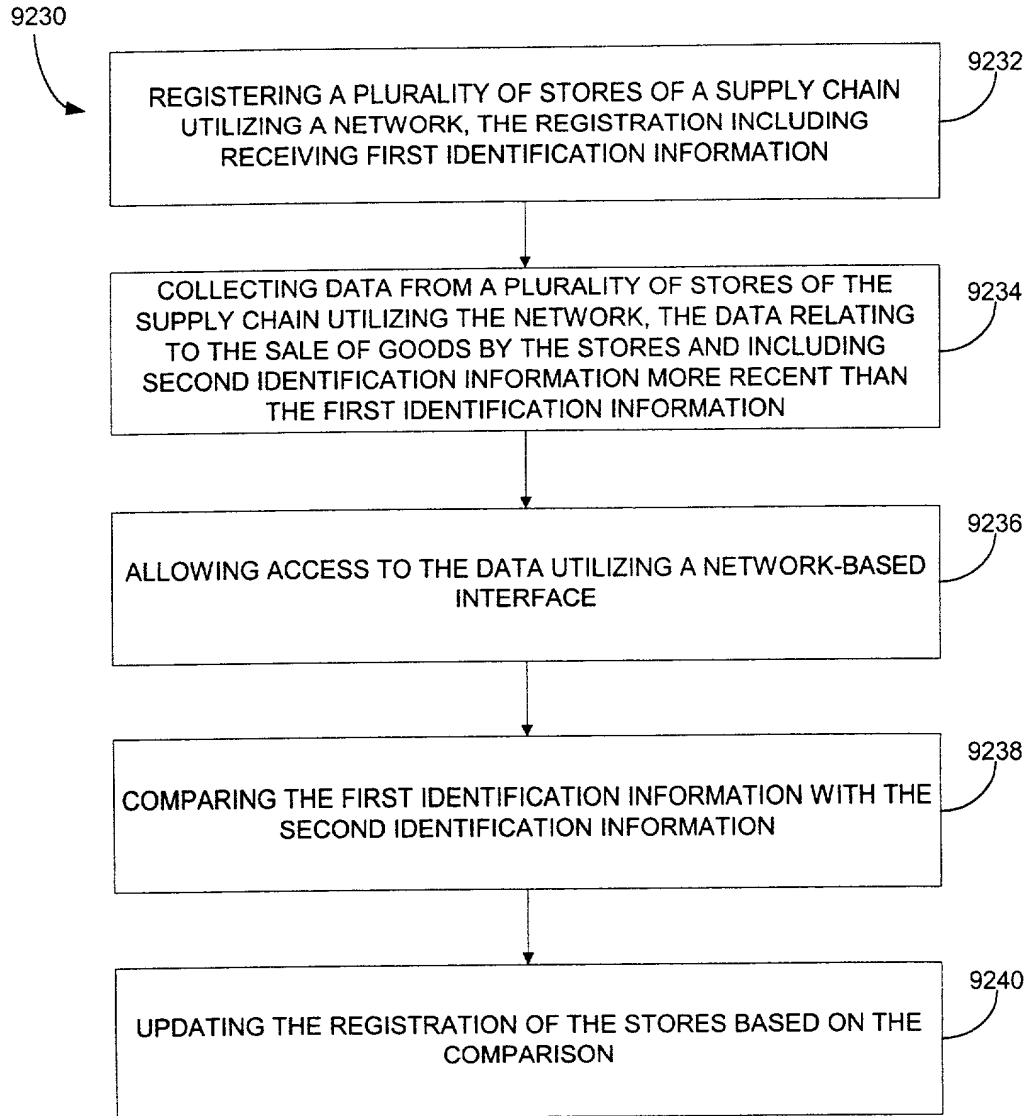 9230
REGISTERING A PLURALITY OF STORES OF A SUPPLY CHAIN
UTILIZING A NETWORK, THE REGISTRATION INCLUDING
RECEIVING FIRST IDENTIFICATION INFORMATION
9232
COLLECTING DATA FROM A PLURALITY OF STORES OF THE
SUPPLY CHAIN UTILIZING THE NETWORK, THE DATA RELATING
TO THE SALE OF GOODS BY THE STORES AND INCLUDING
SECOND IDENTIFICATION INFORMATION MORE RECENT THAN
THE FIRST IDENTIFICATION INFORMATION
9234
ALLOWING ACCESS TO THE DATA UTILIZING A NETWORK-BASED
INTERFACE
9236
COMPARING THE FIRST IDENTIFICATION INFORMATION WITH THE
SECOND IDENTIFICATION INFORMATION
9238
UPDATING THE REGISTRATION OF THE STORES BASED ON THE
COMPARISON
9240